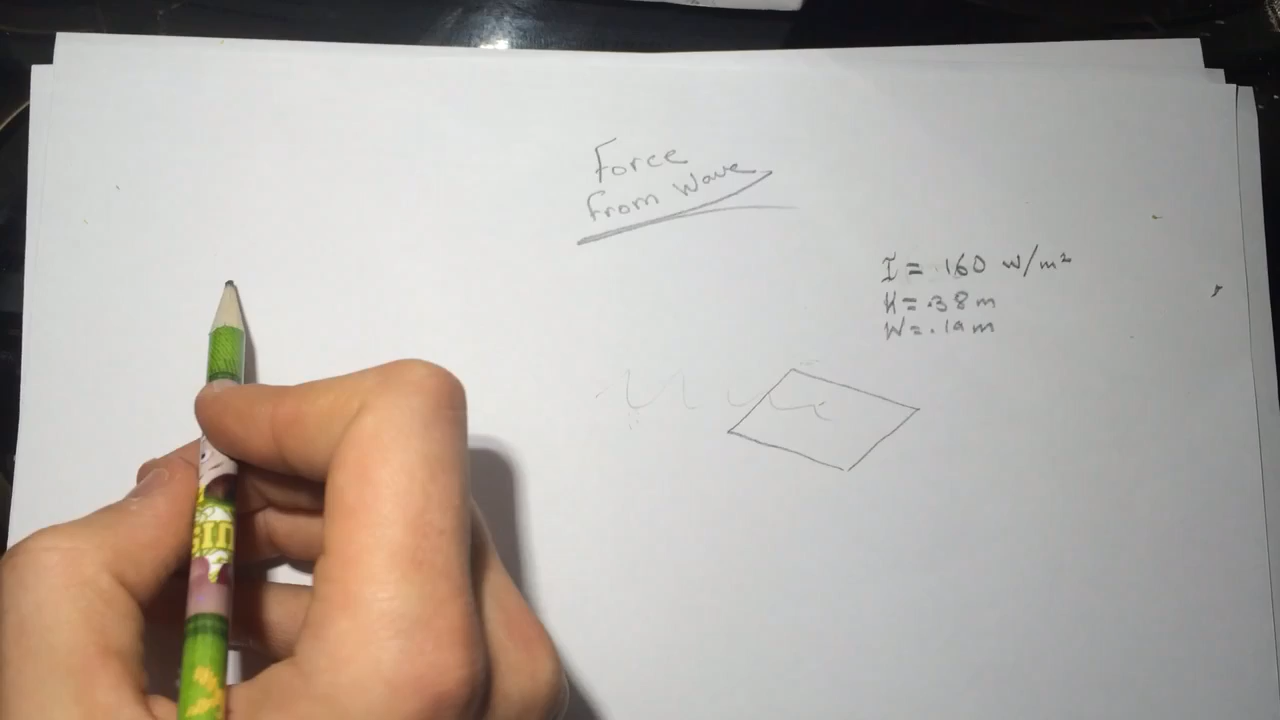 Force
From Wave
I = 160 W/m²
H = .38 m
W = .19 m